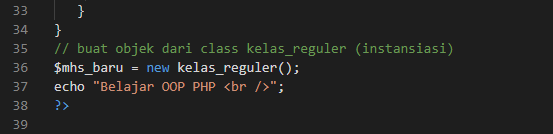 33 }
34 }
35 // buat objek dari class kelas_reguler (instansiasi)
36 $mhs_baru = new kelas_reguler();
37 echo "Belajar OOP PHP <br />";
38 ?>
39